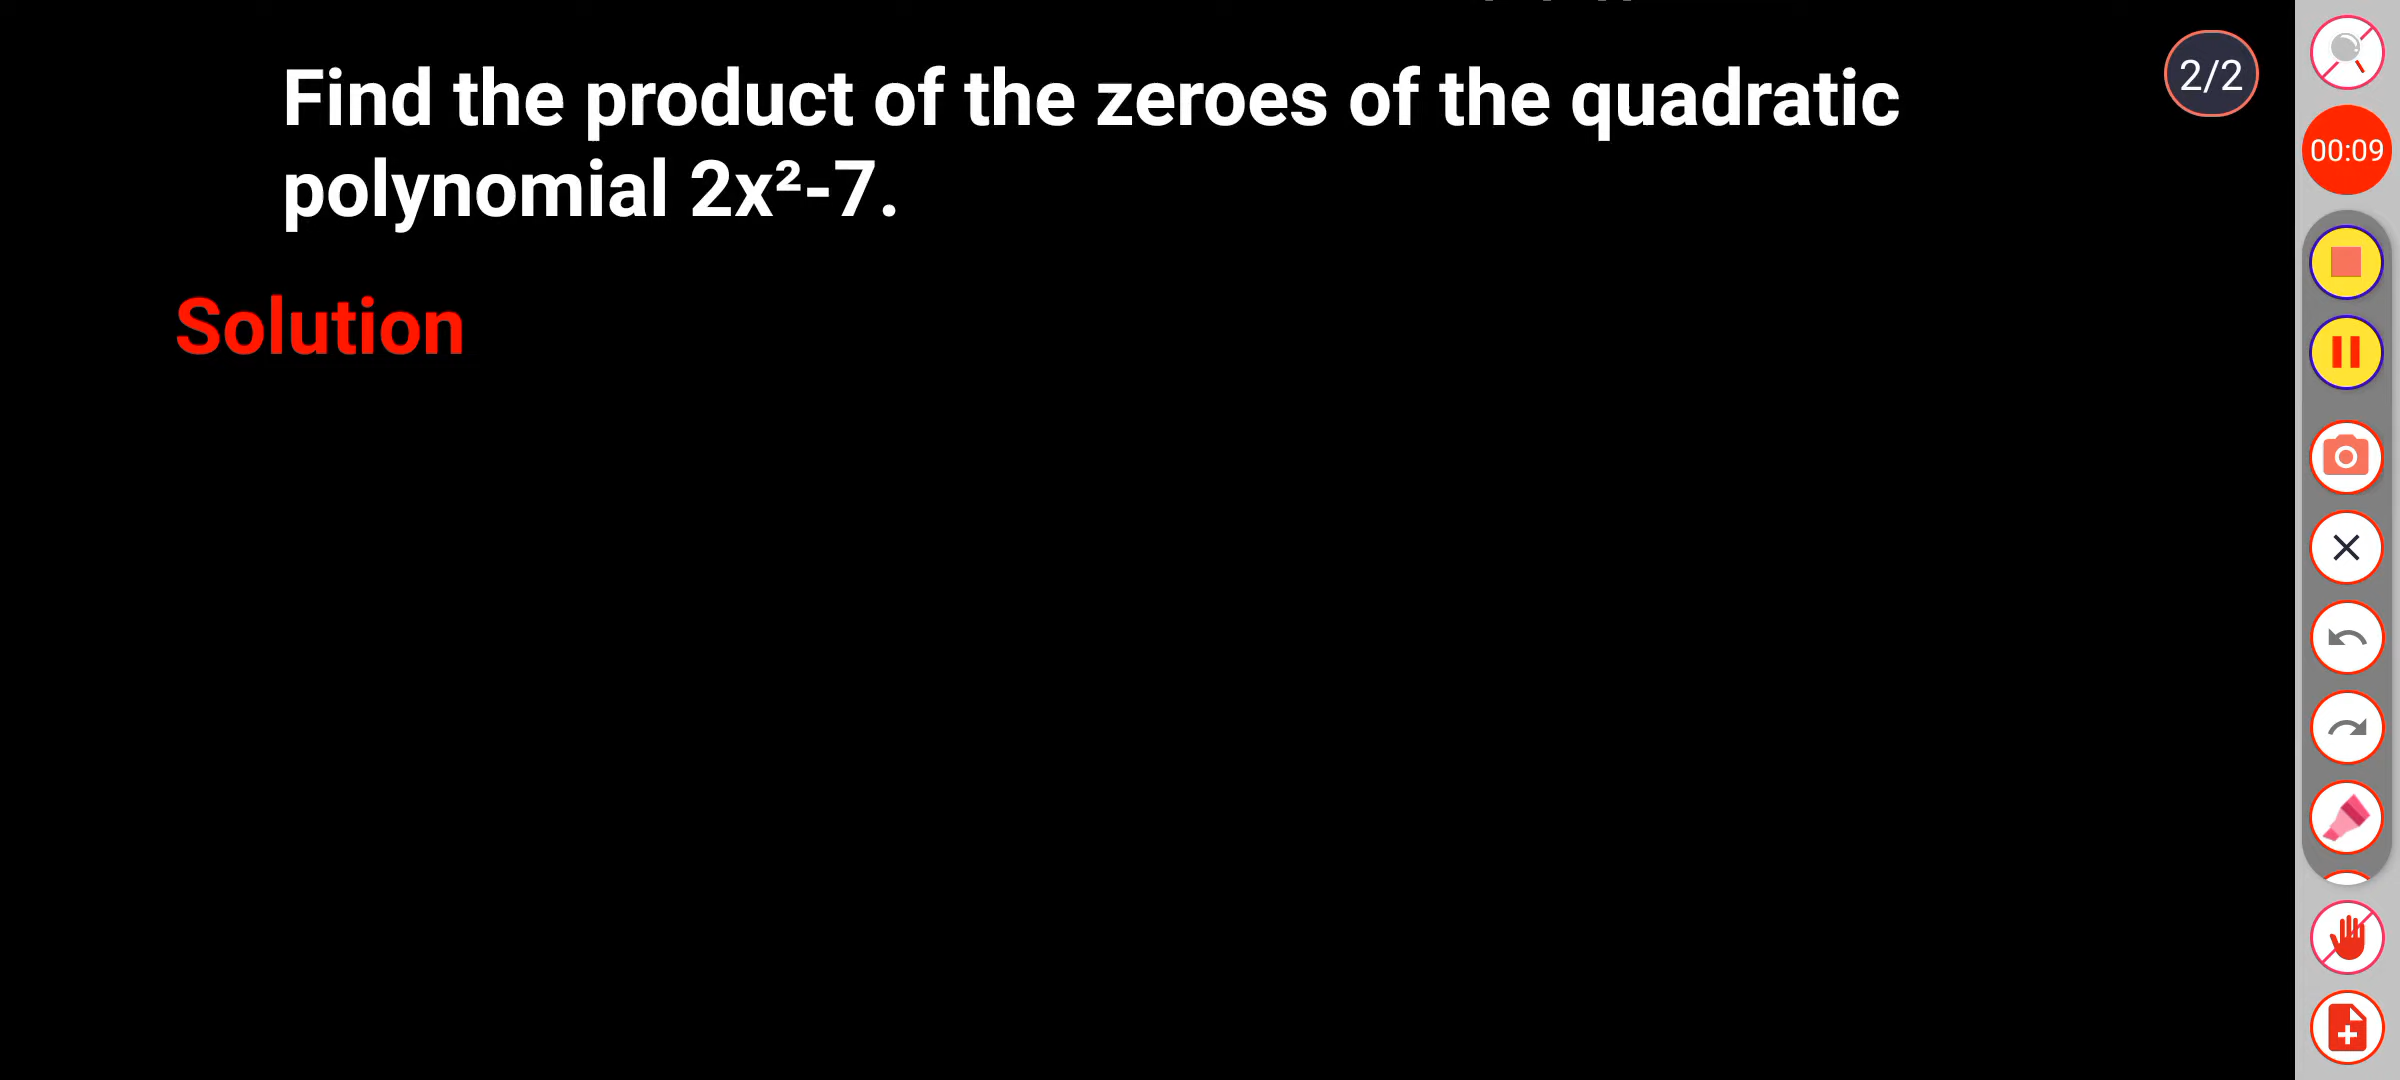 Find the product of the zeroes of the quadratic
polynomial 2x²-7.
Solution
2/2
00:09